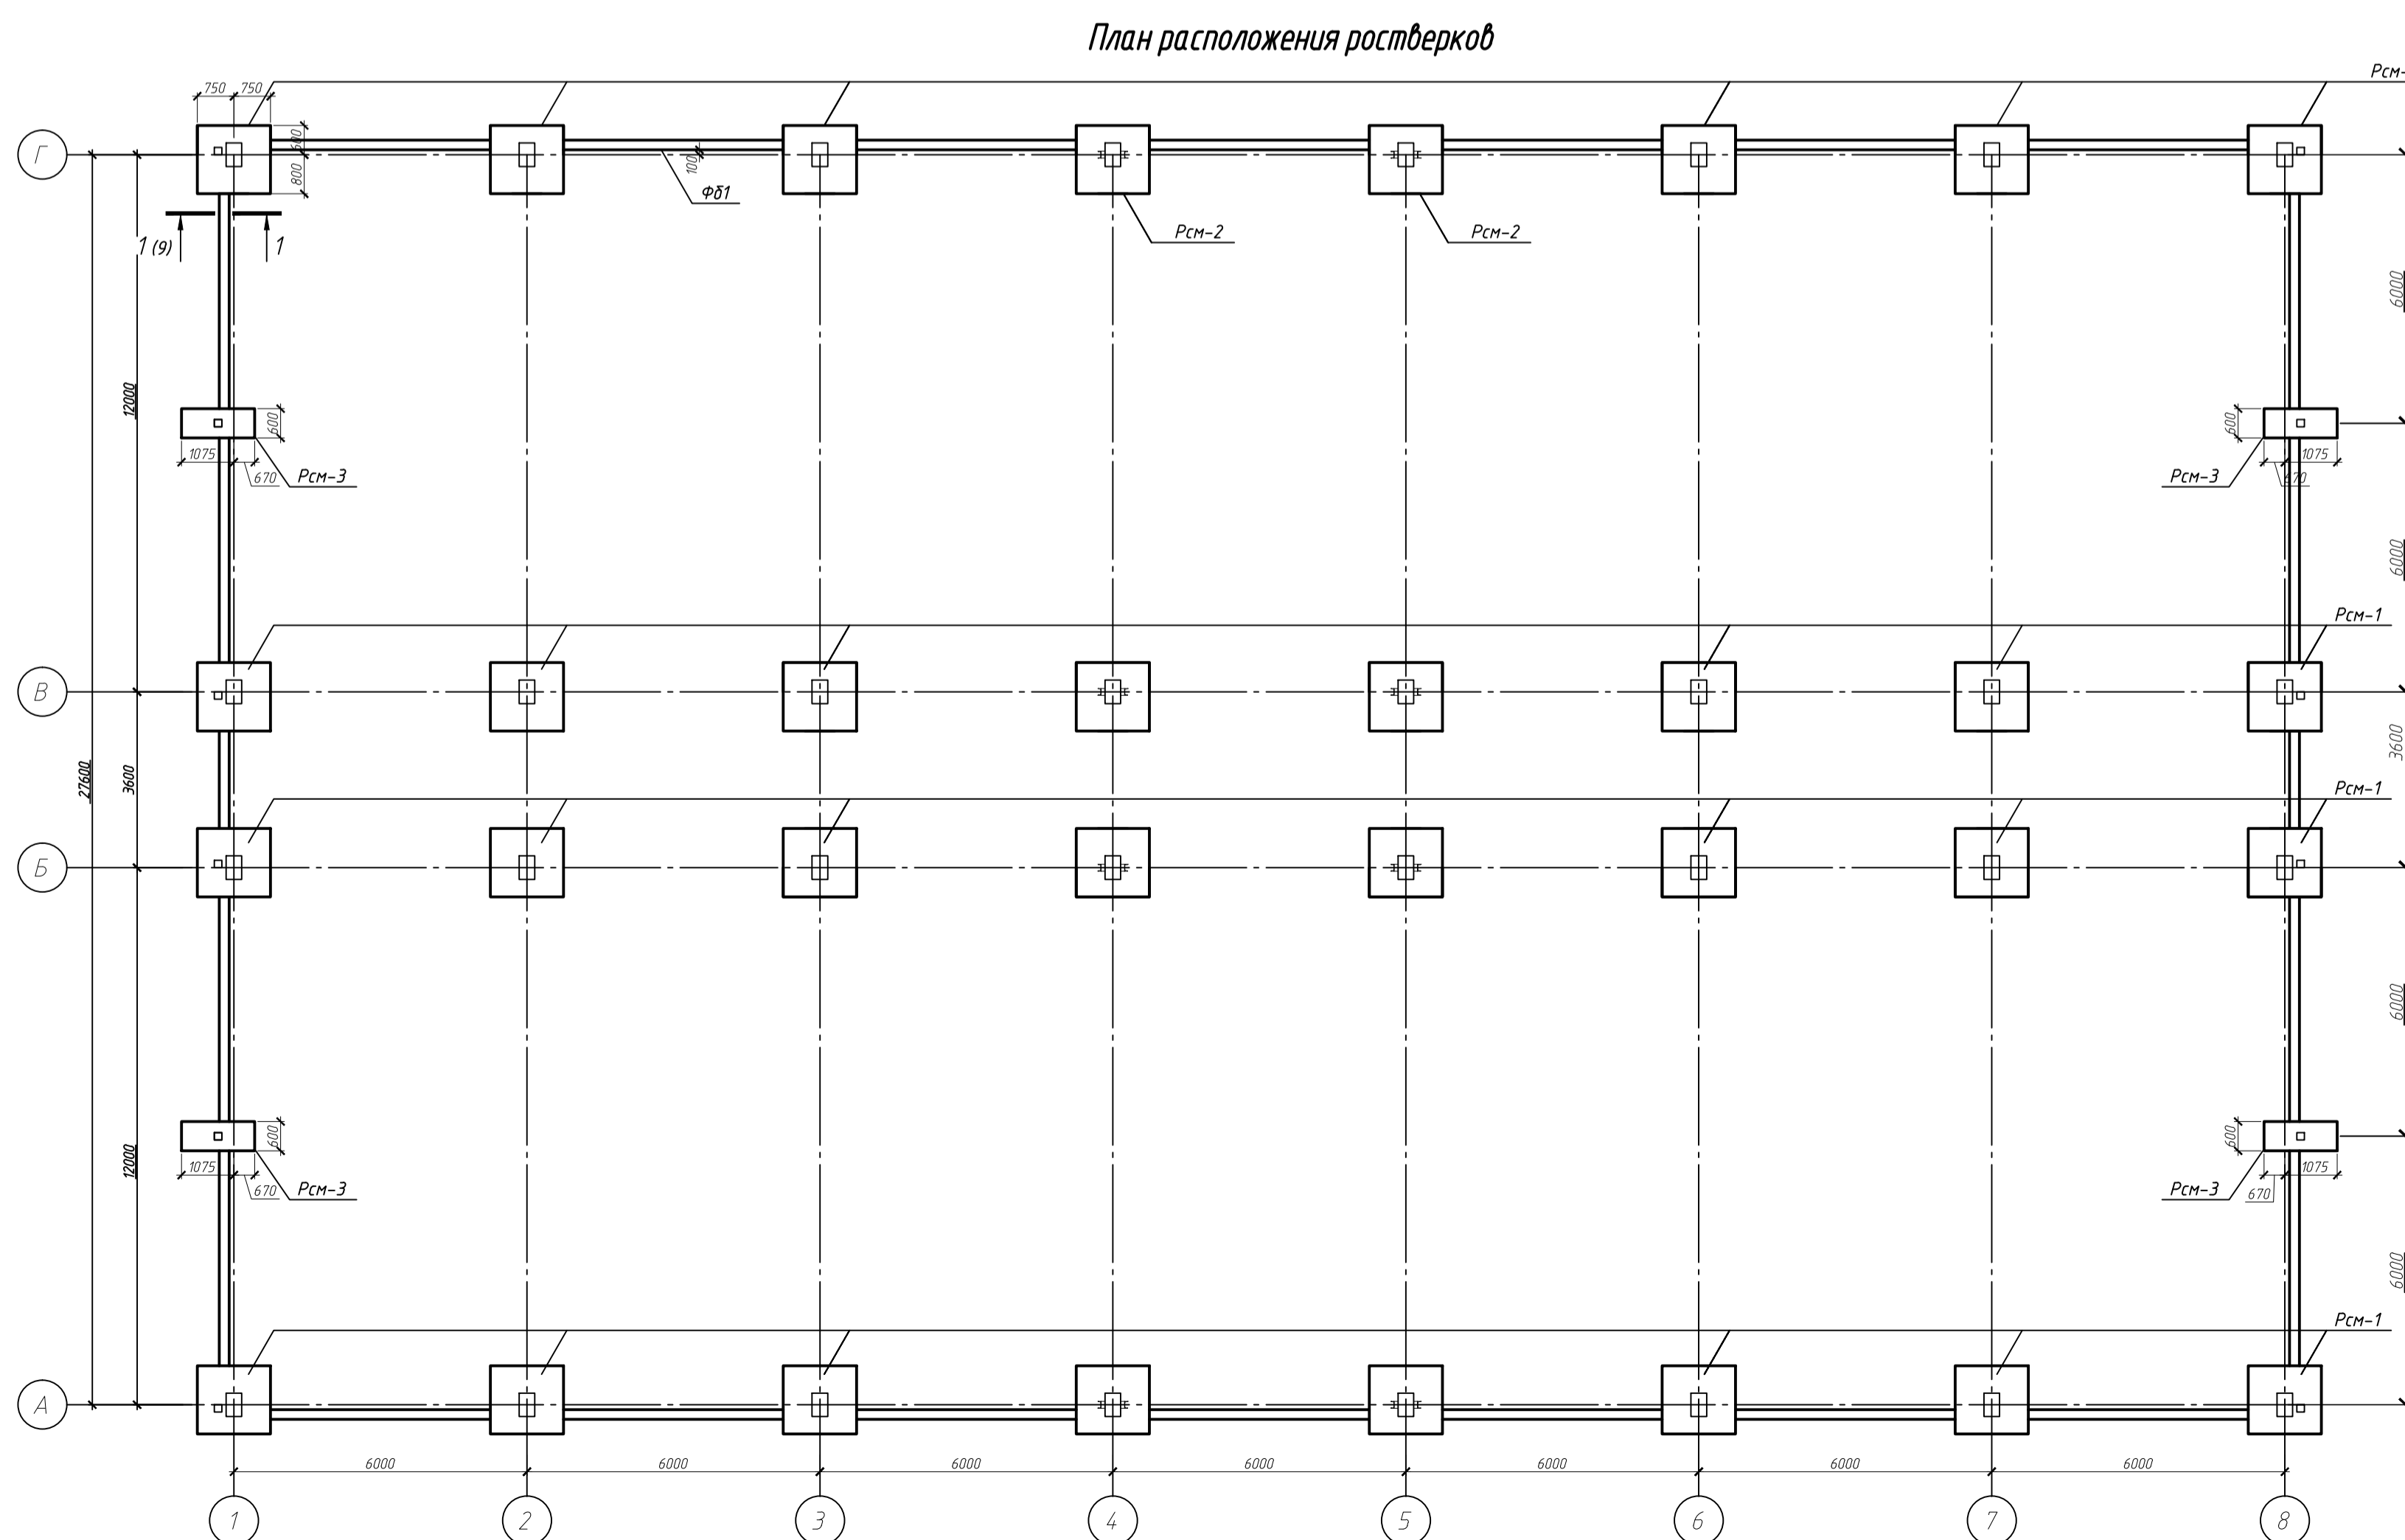 План расположения ростверков
Рсм-
750 750
600
800
Г
100
Фб1
1 (9) 1
Рсм-2 Рсм-2
6000
12000
600 600
1075 1075
670 Рсм-3 Рсм-3 670
6000
Рсм-1
В
27600
3600 3600
Рсм-1
Б
6000
12000
600 600
1075 1075
670 Рсм-3 Рсм-3 670
6000
Рсм-1
А
6000 6000 6000 6000 6000 6000 6000
1 2 3 4 5 6 7 8